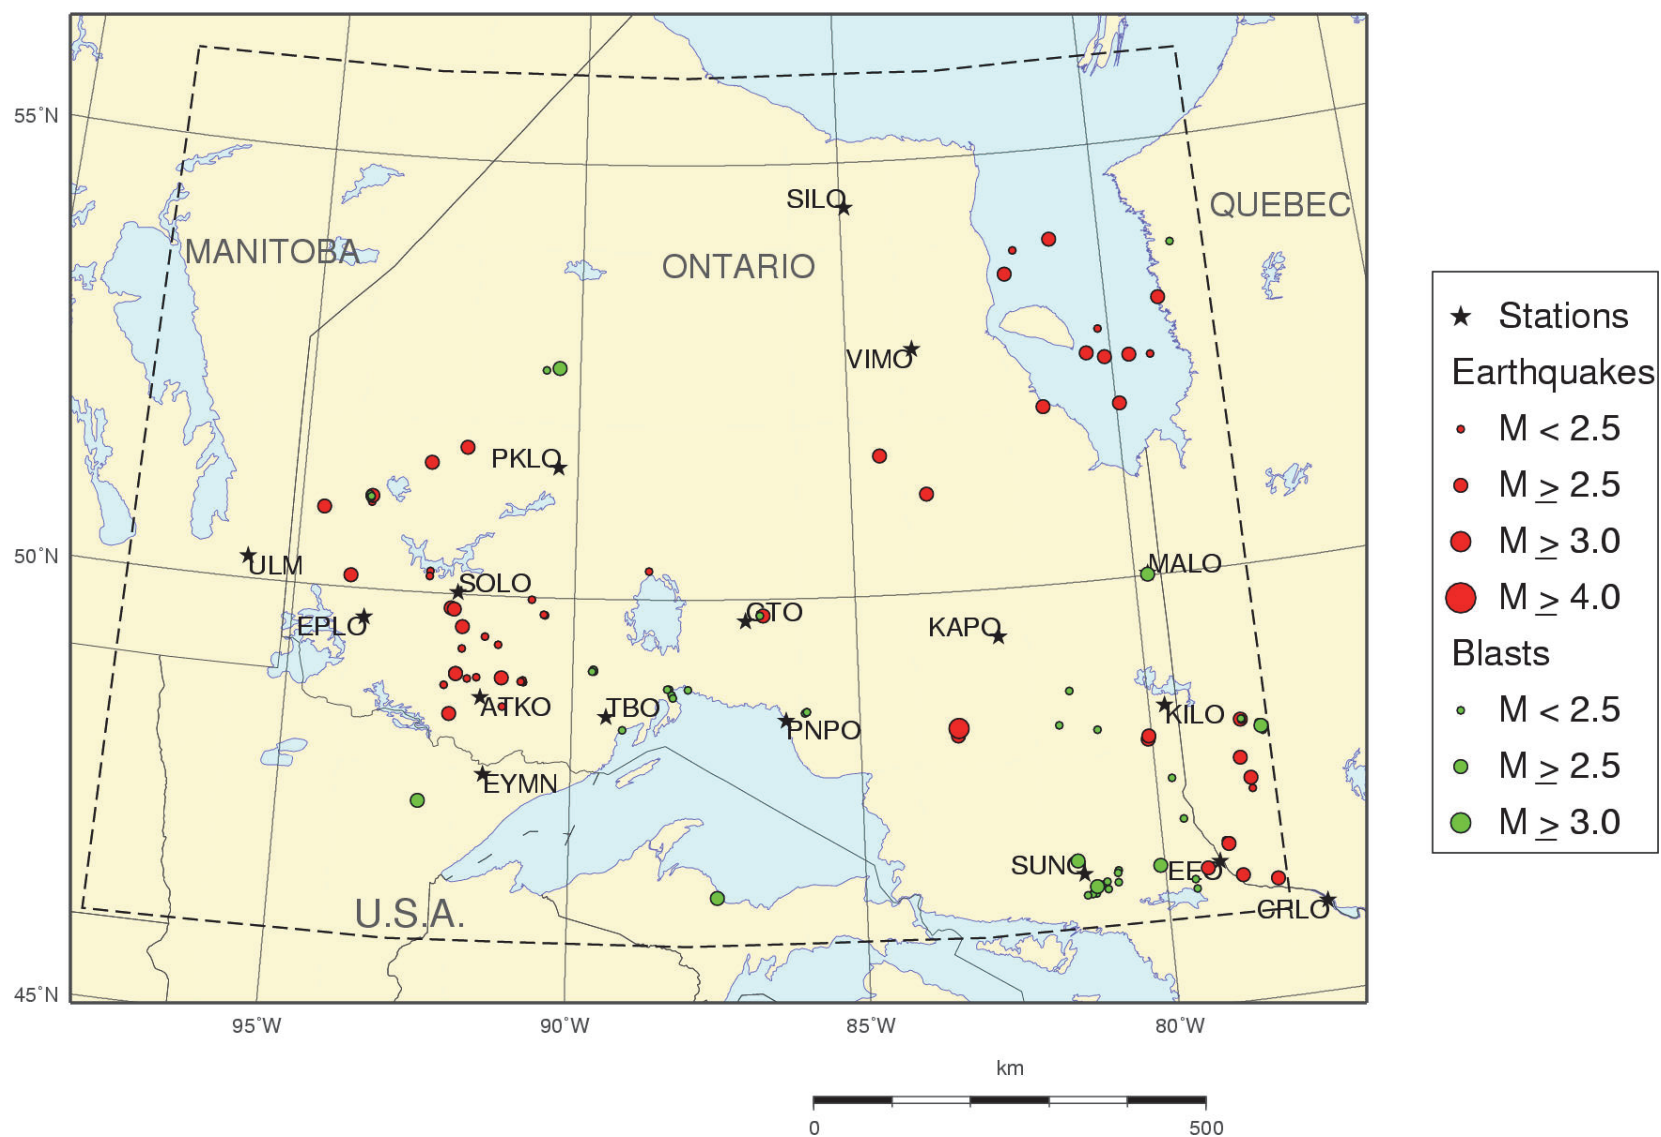 55°N
50°N
45°N
95°W
90°W
85°W
80°W
MANITOBA
ONTARIO
QUEBEC
U.S.A.
SILO
VIMO
PKLO
ULM
SOLO
EPLO
GTO
KAPO
MALO
ATKO
TBO
PNPO
KILO
EYMN
SUNO
EEO
CRLO
km
0
500
Stations
Earthquakes
M < 2.5
M ≥ 2.5
M ≥ 3.0
M ≥ 4.0
Blasts
M < 2.5
M ≥ 2.5
M ≥ 3.0